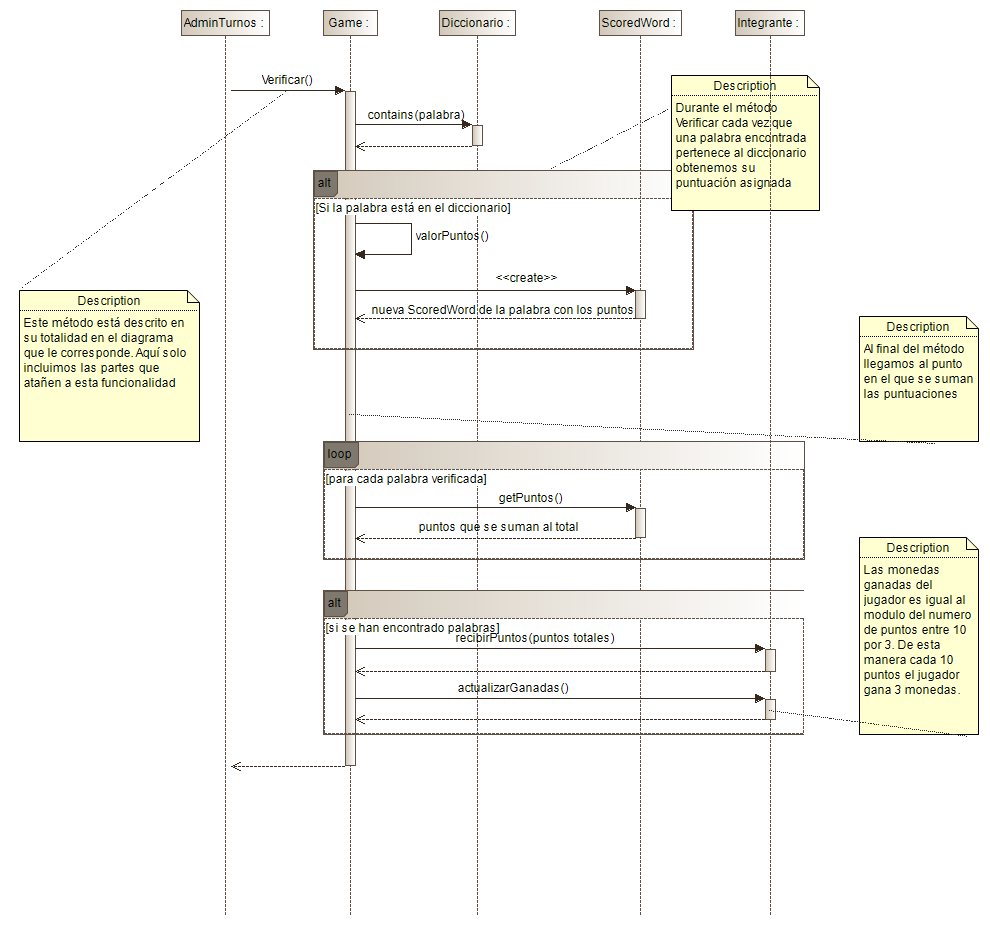 AdminTurnos :
Game :
Diccionario :
ScoredWord :
Integrante :
Verificar()
Description
Durante el método
Verificar cada vez que
una palabra encontrada
pertenece al diccionario
obtenemos su
puntuación asignada
contains(palabra)
alt
[Si la palabra está en el diccionario]
valorPuntos()
<<create>>
nueva ScoredWord de la palabra con los puntos
Description
Este método está descrito en
su totalidad en el diagrama
que le corresponde. Aquí solo
incluimos las partes que
atañen a esta funcionalidad
Description
Al final del método
llegamos al punto
en el que se suman
las puntuaciones
loop
[para cada palabra verificada]
getPuntos()
puntos que se suman al total
Description
Las monedas
ganadas del
jugador es igual al
modulo del numero
de puntos entre 10
por 3. De esta
manera cada 10
puntos el jugador
gana 3 monedas.
alt
[si se han encontrado palabras]
recibirPuntos(puntos totales)
actualizarGanadas()